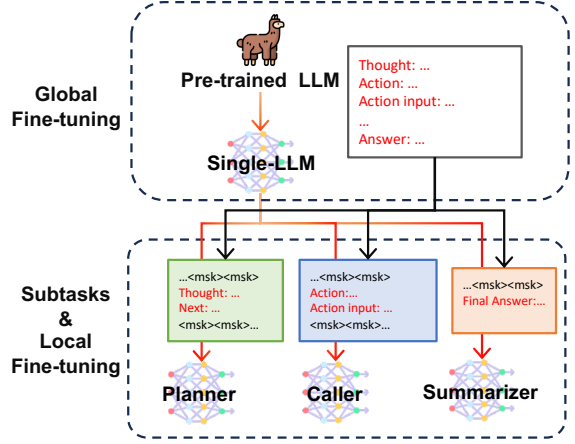 Global
Fine-tuning
Pre-trained LLM
Single-LLM
Thought: ...
Action: ...
Action input: ...
...
Answer: ...
Subtasks
&
Local
Fine-tuning
...<msk><msk>
Thought: ...
Next: ...
<msk><msk>...
Planner
...<msk><msk>
Action:...
Action input: ...
<msk><msk>...
Caller
...<msk><msk>
Final Answer:...
Summarizer